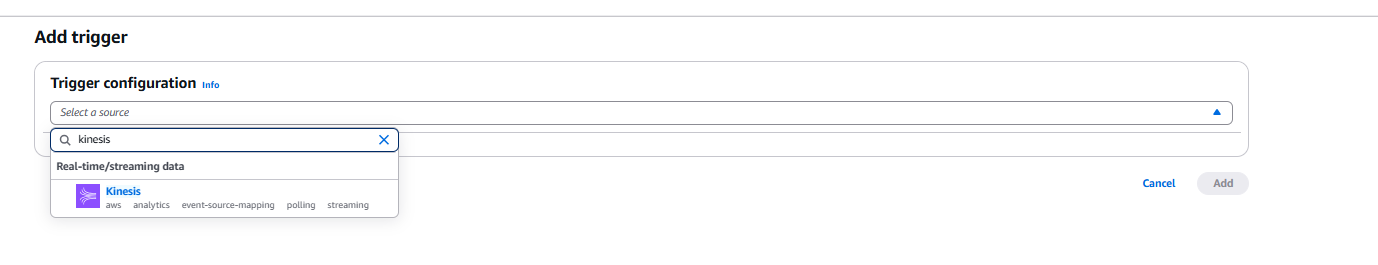 Add trigger
Trigger configuration Info
Select a source
kinesis
Real-time/streaming data
Kinesis
aws analytics event-source-mapping polling streaming
Cancel Add